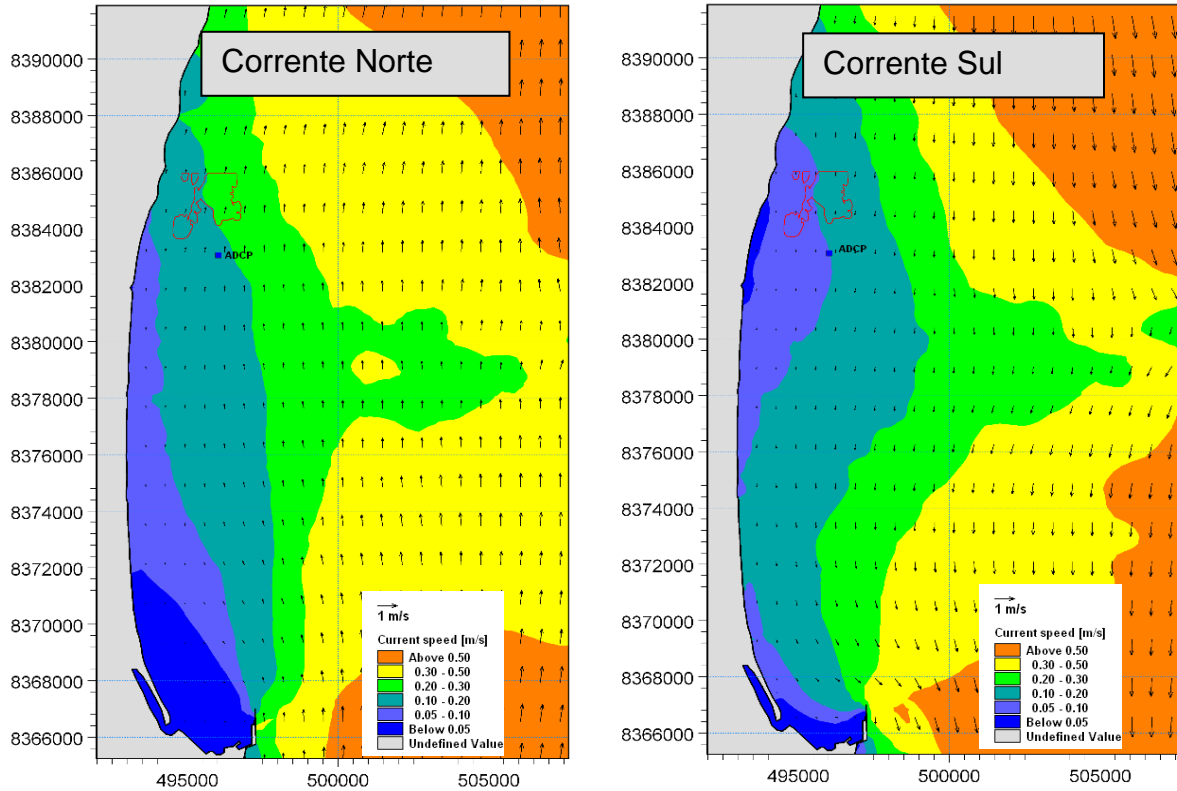 Corrente Norte
8390000
8388000
8386000
8384000
8382000
8380000
8378000
8376000
8374000
8372000
8370000
8368000
8366000
ADCP
1 m/s
Current speed [m/s]
Above 0.50
0.30 - 0.50
0.20 - 0.30
0.10 - 0.20
0.05 - 0.10
Below 0.05
Undefined Value
495000 500000 505000
Corrente Sul
8390000
8388000
8386000
8384000
8382000
8380000
8378000
8376000
8374000
8372000
8370000
8368000
8366000
ADCP
1 m/s
Current speed [m/s]
Above 0.50
0.30 - 0.50
0.20 - 0.30
0.10 - 0.20
0.05 - 0.10
Below 0.05
Undefined Value
495000 500000 505000